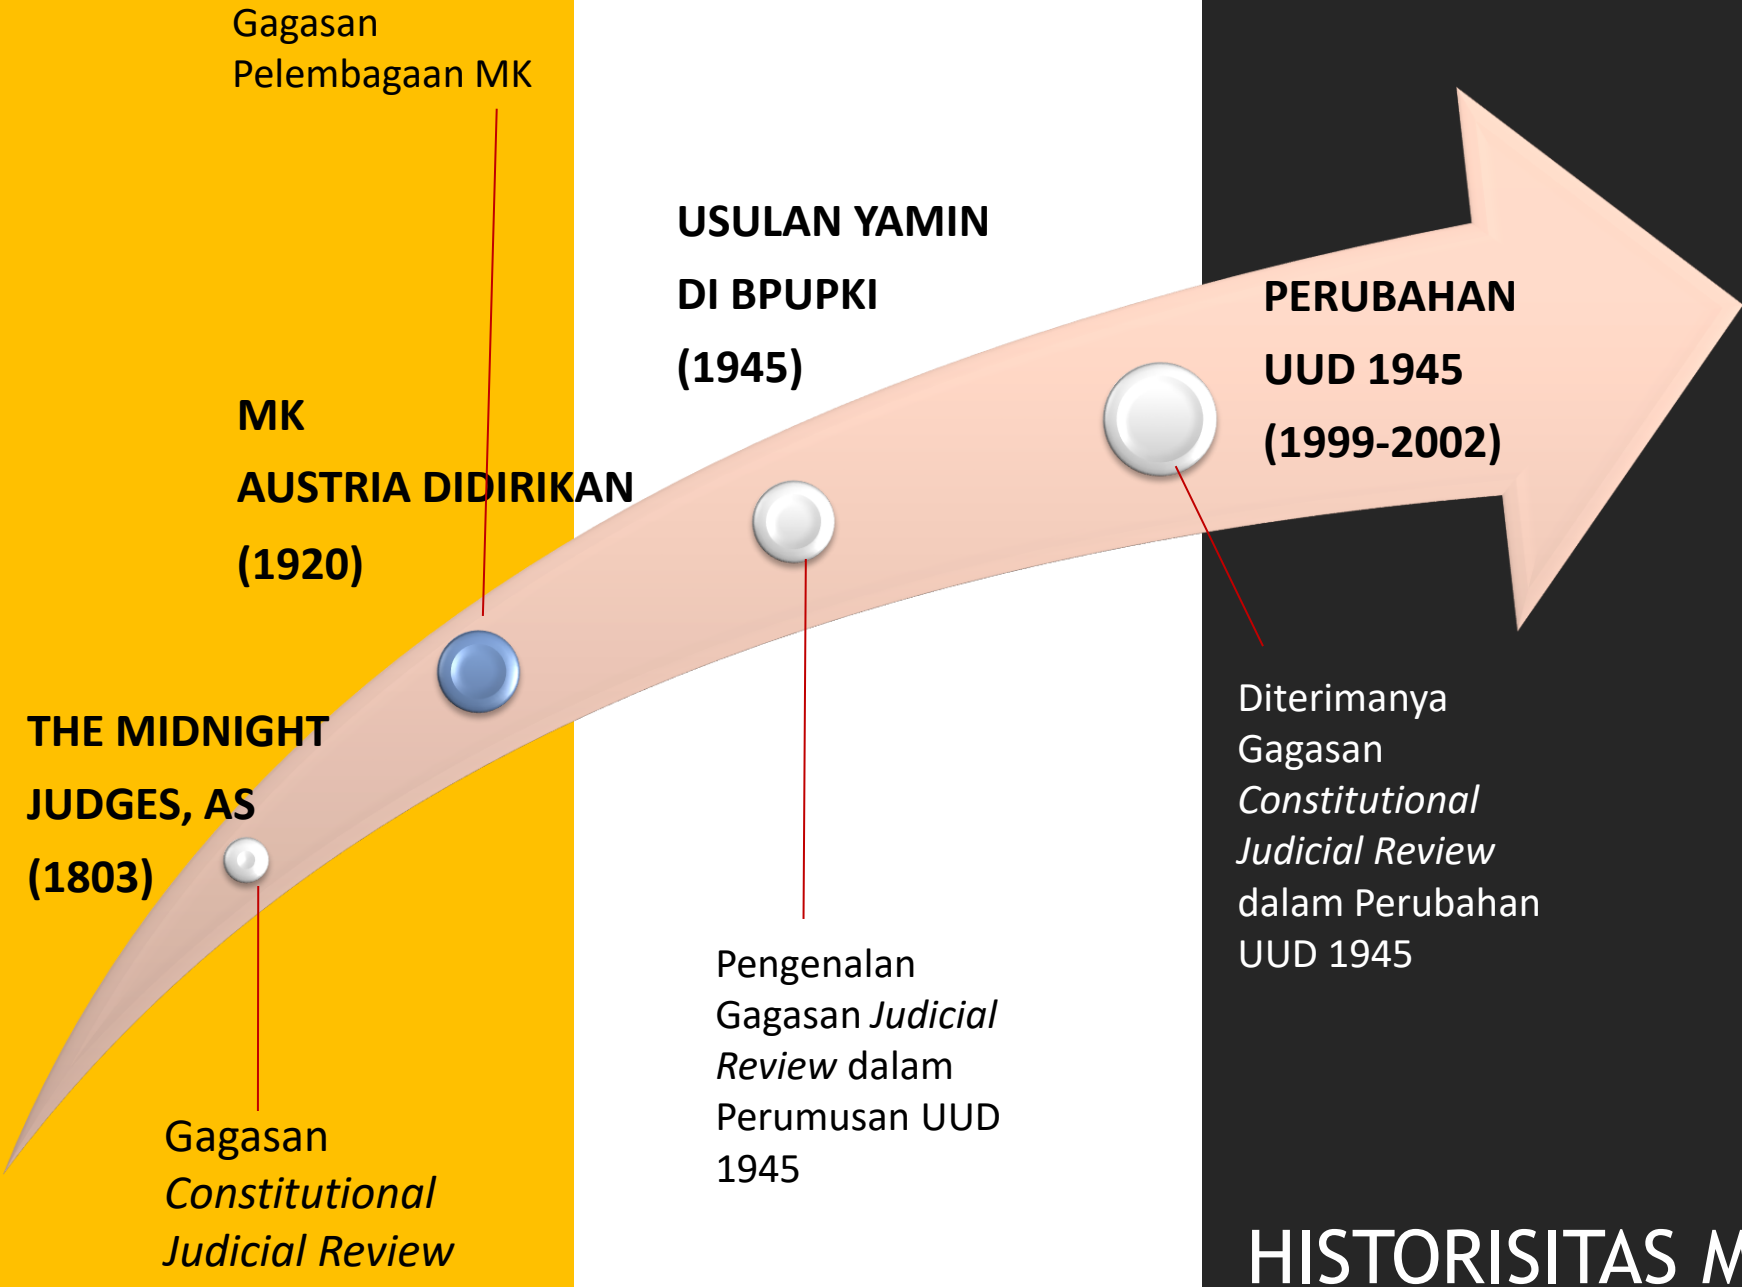 Gagasan
Pelembagaan MK
MK
AUSTRIA DIDIRIKAN
(1920)
THE MIDNIGHT
JUDGES, AS
(1803)
Gagasan
Constitutional
Judicial Review
USULAN YAMIN
DI BPUPKI
(1945)
Pengenalan
Gagasan Judicial
Review dalam
Perumusan UUD
1945
PERUBAHAN
UUD 1945
(1999-2002)
Diterimanya
Gagasan
Constitutional
Judicial Review
dalam Perubahan
UUD 1945
HISTORISITAS